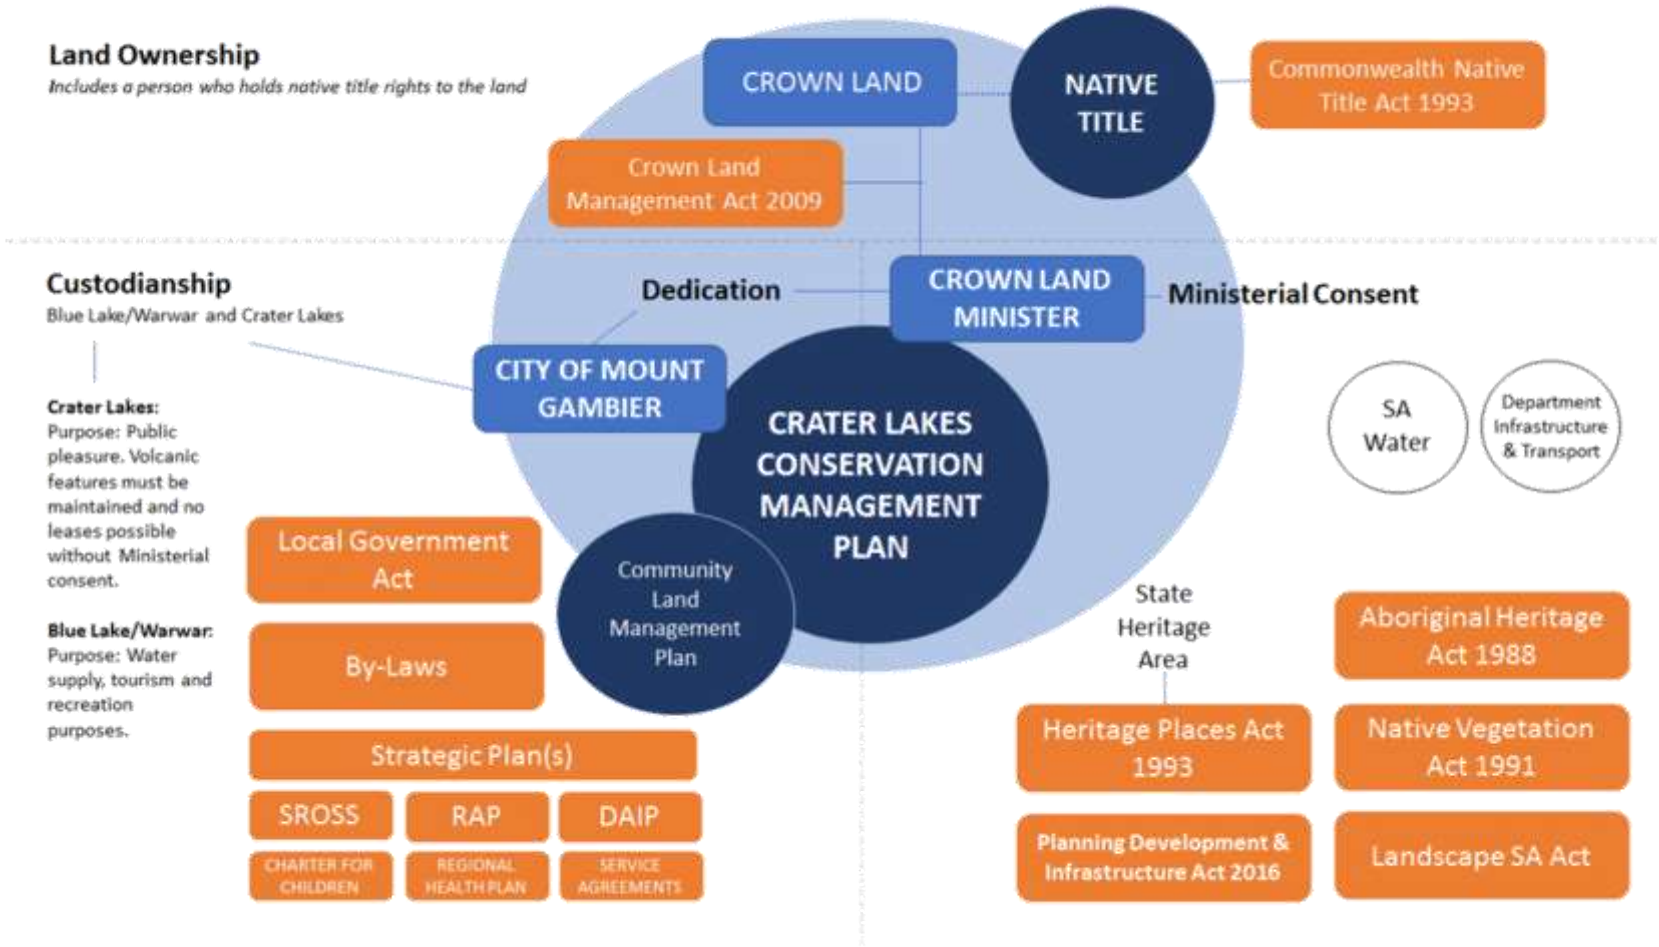 Land Ownership
Includes a person who holds native title rights to the land
CROWN LAND
NATIVE
TITLE
Commonwealth Native
Title Act 1993
Crown Land
Management Act 2009
Custodianship
Blue Lake/Warwar and Crater Lakes
Dedication
CROWN LAND
MINISTER
Ministerial Consent
CITY OF MOUNT
GAMBIER
CRATER LAKES
CONSERVATION
MANAGEMENT
PLAN
SA
Water
Department
Infrastructure
& Transport
Crater Lakes:
Purpose: Public
pleasure. Volcanic
features must be
maintained and no
leases possible
without Ministerial
consent.
Blue Lake/Warwar:
Purpose: Water
supply, tourism and
recreation
purposes.
Local Government
Act
By-Laws
Community
Land
Management
Plan
Strategic Plan(s)
SROSS
RAP
DAIP
CHARTER FOR
CHILDREN
REGIONAL
HEALTH PLAN
SERVICE
AGREEMENTS
State
Heritage
Area
Aboriginal Heritage
Act 1988
Heritage Places Act
1993
Native Vegetation
Act 1991
Planning Development &
Infrastructure Act 2016
Landscape SA Act